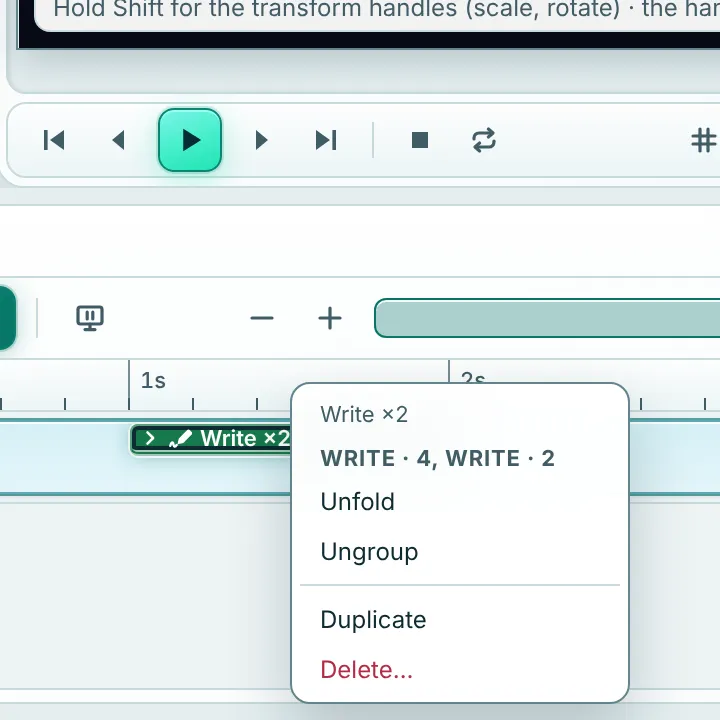 Hold Shift for the transform handles (scale, rotate) · the
1s
2s
Write ×2
Write ×2
WRITE · 4, WRITE · 2
Unfold
Ungroup
Duplicate
Delete...